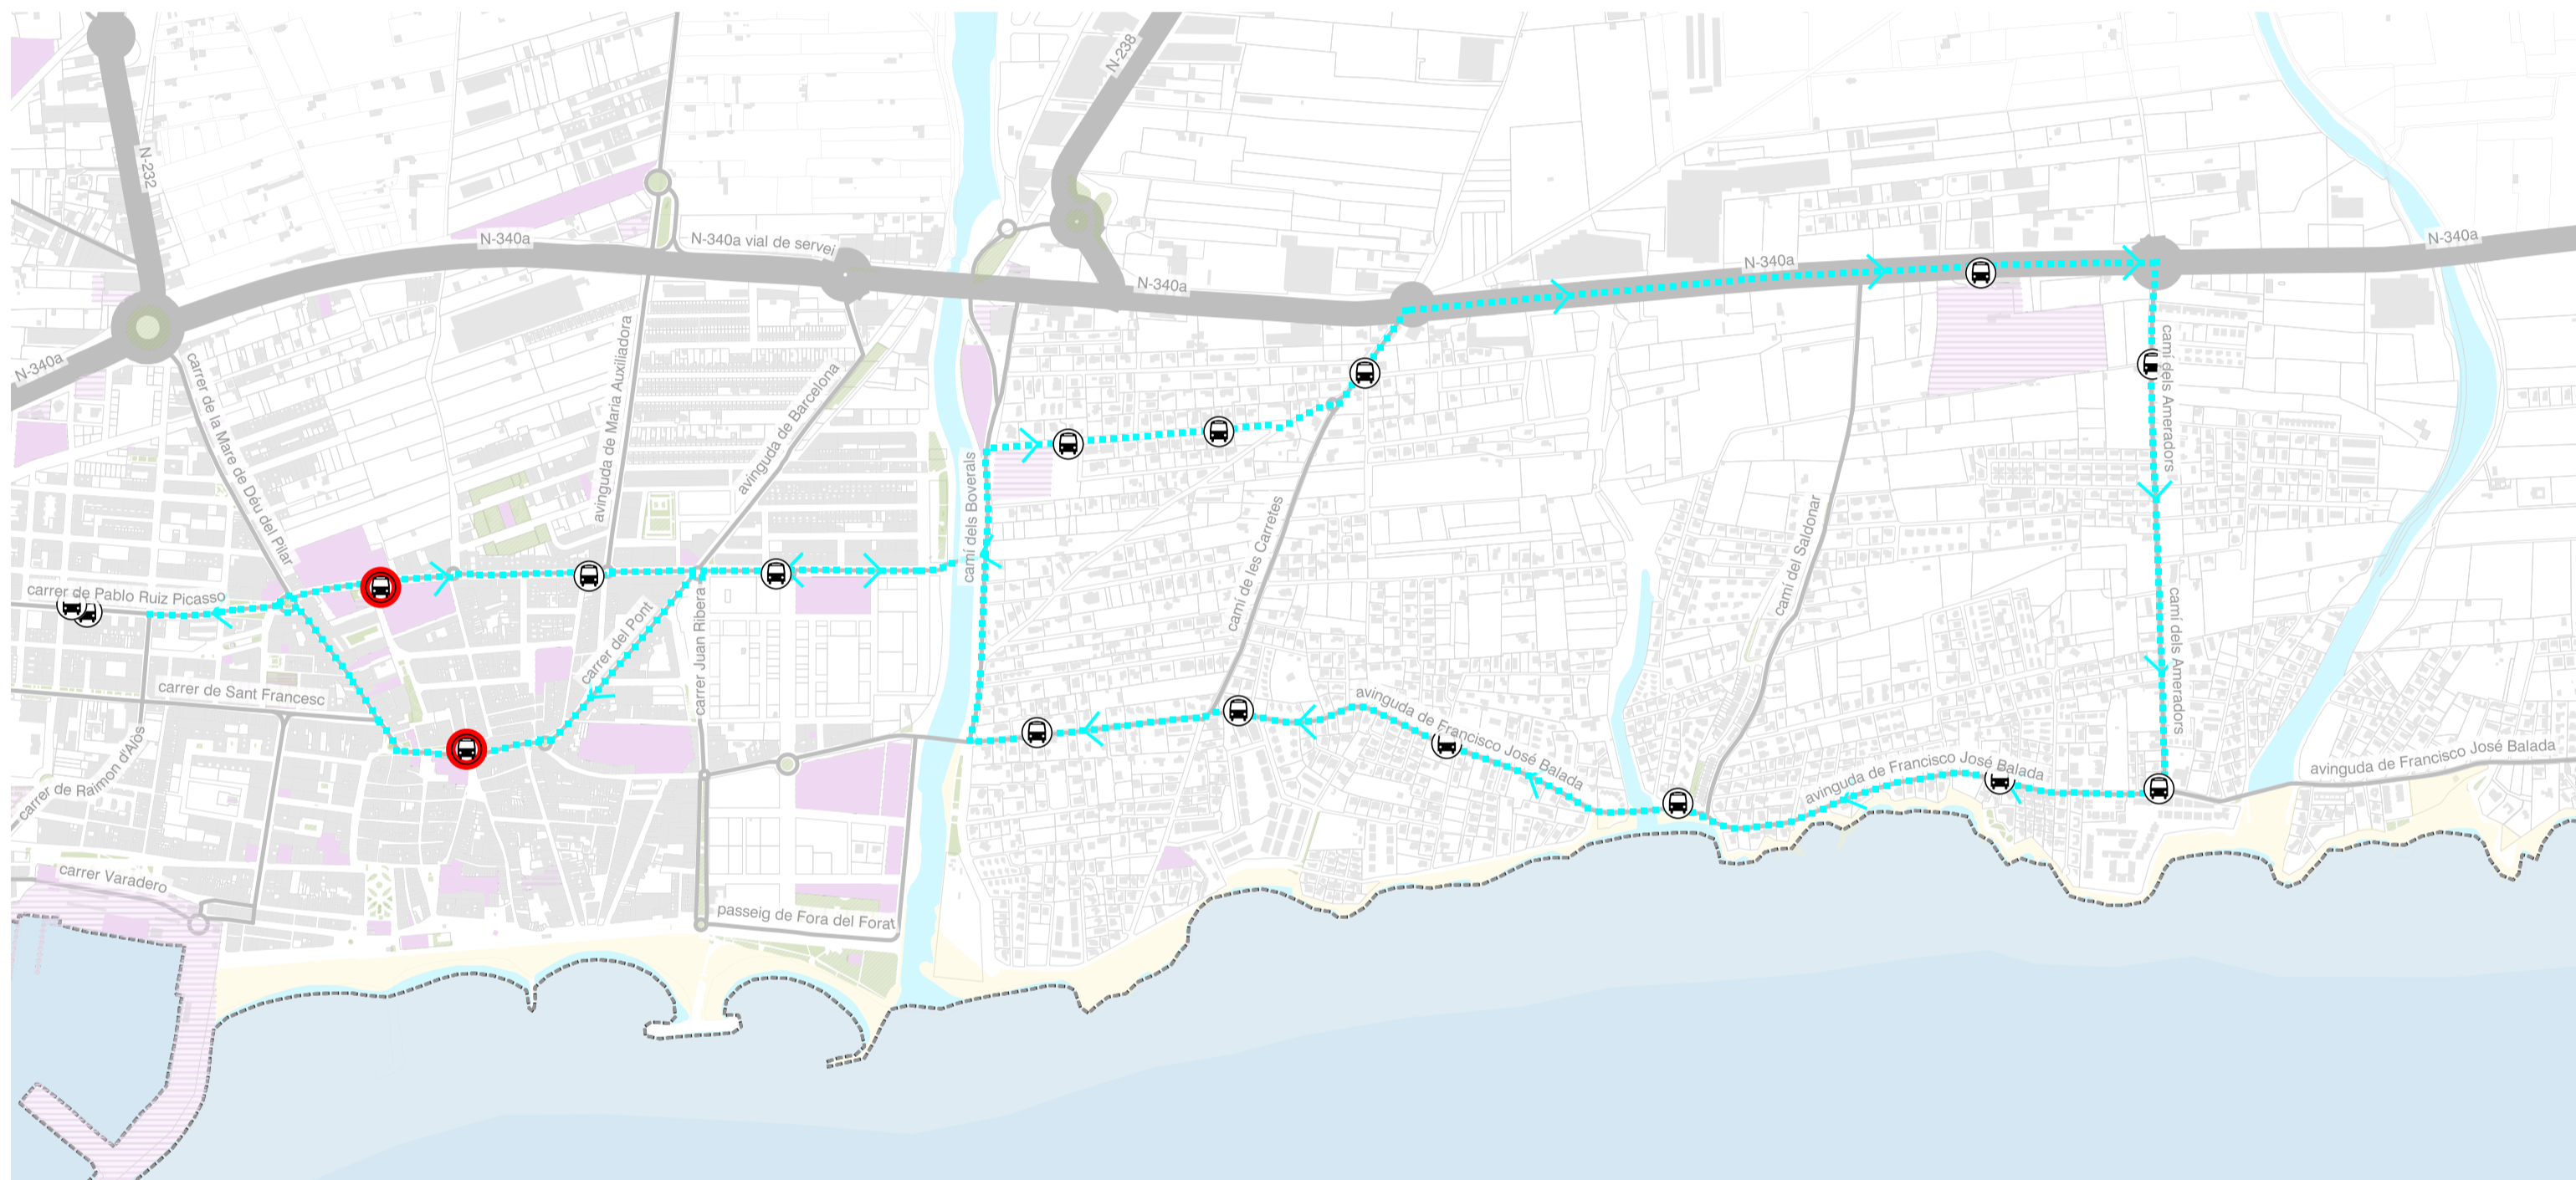 N-238
N-232
N-340a
N-340a vial de servei
N-340a
N-340a
N-340a
N-340a
carrer de la Mare de Déu del Pilar
avinguda de Maria Auxiliadora
avinguda de Barcelona
camí dels Boverals
camí de les Carretes
camí del Saldonar
camí dels Ameradors
camí dels Ameradors
carrer de Pablo Ruiz Picasso
carrer del Pont
carrer Juan Ribera
carrer de Sant Francesc
carrer de Raimon d'Alòs
avinguda de Francisco José Balada
avinguda de Francisco José Balada
avinguda de Francisco José Balada
carrer Varadero
passeig de Fora del Forat